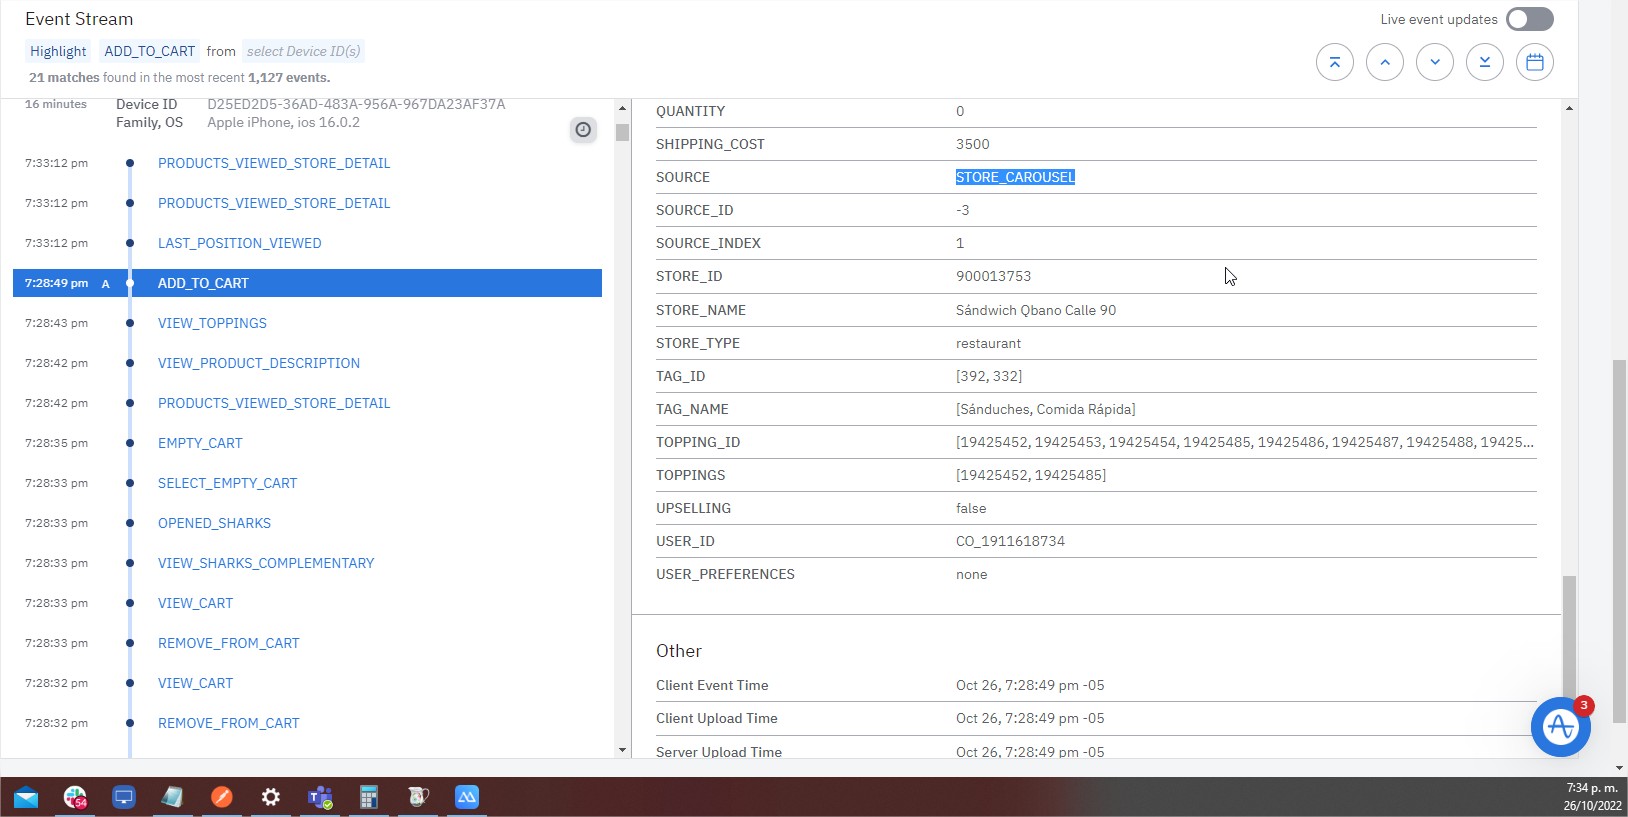 Event Stream
Live event updates
Highlight ADD_TO_CART from select Device ID(s)
21 matches found in the most recent 1,127 events.
16 minutes Device ID D25ED2D5-36AD-483A-956A-967DA23AF37A
Family, OS Apple iPhone, ios 16.0.2
7:33:12 pm PRODUCTS_VIEWED_STORE_DETAIL
7:33:12 pm PRODUCTS_VIEWED_STORE_DETAIL
7:33:12 pm LAST_POSITION_VIEWED
7:28:49 pm A ADD_TO_CART
7:28:43 pm VIEW_TOPPINGS
7:28:42 pm VIEW_PRODUCT_DESCRIPTION
7:28:42 pm PRODUCTS_VIEWED_STORE_DETAIL
7:28:35 pm EMPTY_CART
7:28:33 pm SELECT_EMPTY_CART
7:28:33 pm OPENED_SHARKS
7:28:33 pm VIEW_SHARKS_COMPLEMENTARY
7:28:33 pm VIEW_CART
7:28:33 pm REMOVE_FROM_CART
7:28:32 pm VIEW_CART
7:28:32 pm REMOVE_FROM_CART
QUANTITY 0
SHIPPING_COST 3500
SOURCE STORE_CAROUSEL
SOURCE_ID -3
SOURCE_INDEX 1
STORE_ID 900013753
STORE_NAME Sándwich Qbano Calle 90
STORE_TYPE restaurant
TAG_ID [392, 332]
TAG_NAME [Sánduches, Comida Rápida]
TOPPING_ID [19425452, 19425453, 19425454, 19425485, 19425486, 19425487, 19425488, 19425...
TOPPINGS [19425452, 19425485]
UPSELLING false
USER_ID CO_1911618734
USER_PREFERENCES none
Other
Client Event Time Oct 26, 7:28:49 pm -05
Client Upload Time Oct 26, 7:28:49 pm -05
Server Upload Time Oct 26, 7:28:49 pm -05
3
54
7:34 p. m.
26/10/2022